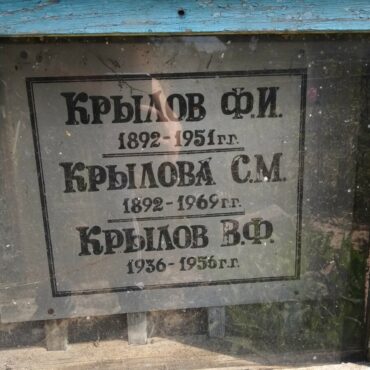 Крылов Ф.И.
1892-1951г.г.
Крылова С.М.
1892-1969г.г.
Крылов В.Ф.
1936-1956г.г.